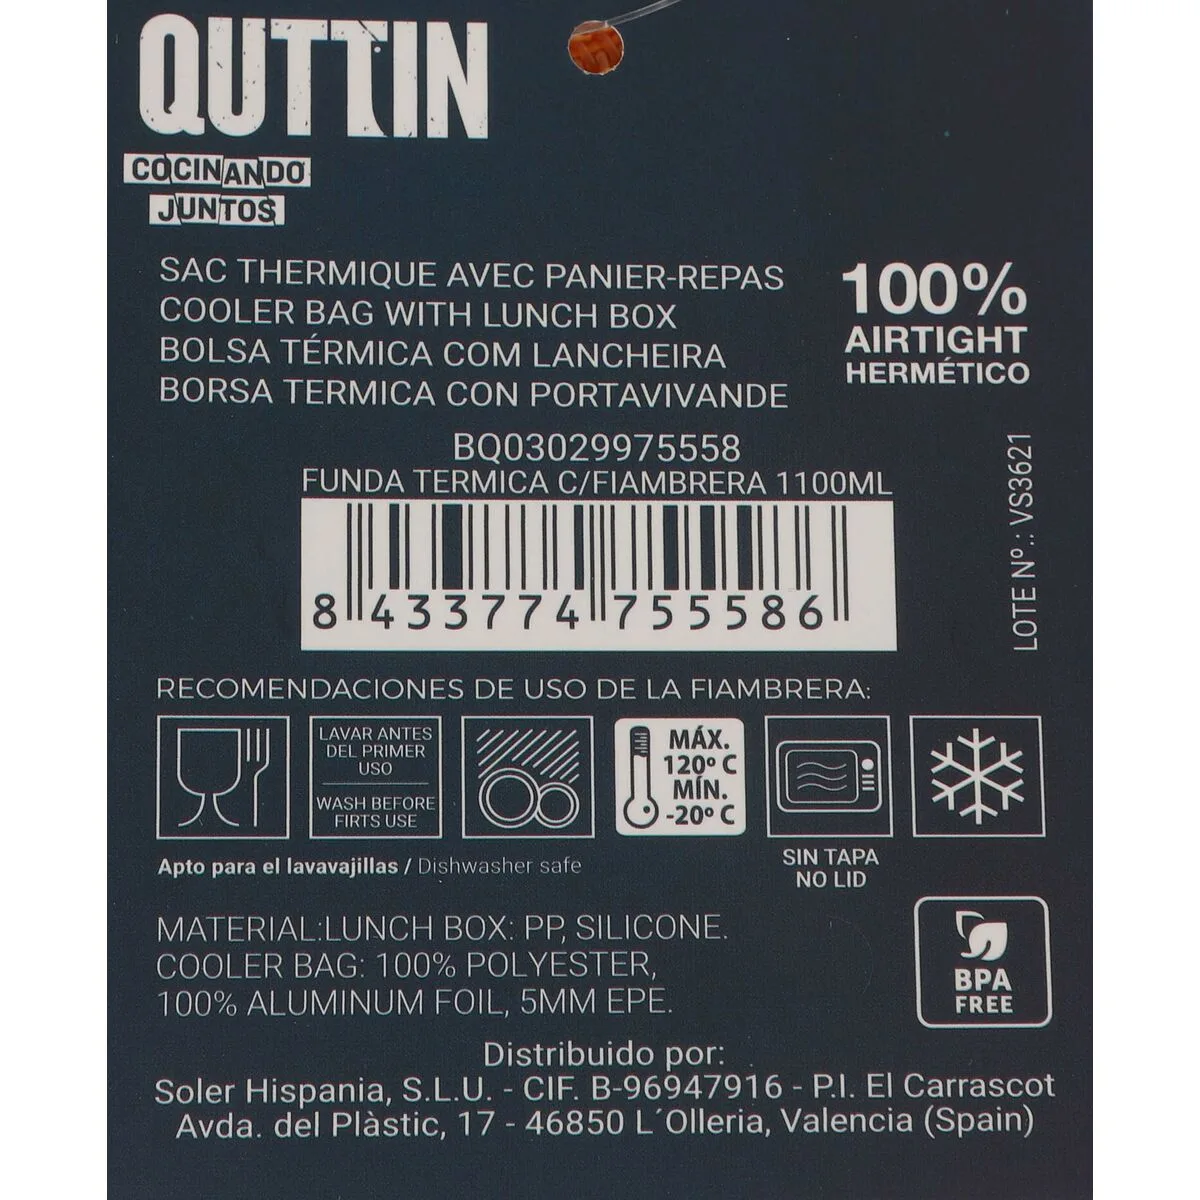 QUTTIN
COCINANDO
JUNTOS
SAC THERMIQUE AVEC PANIER-REPAS
COOLER BAG WITH LUNCH BOX
BOLSA TÉRMICA COM LANCHEIRA
BORSA TERMICA CON PORTAVIVANDE
100%
AIRTIGHT
HERMÉTICO
BQ03029975558
FUNDA TERMICA C/FIAMBRERA 1100ML
8 433774 755586
LOTE Nº.: VS3621
RECOMENDACIONES DE USO DE LA FIAMBRERA:
LAVAR ANTES
DEL PRIMER
USO
WASH BEFORE
FIRTS USE
MÁX.
120º C
MÍN.
-20º C
SIN TAPA
NO LID
Apto para el lavavajillas / Dishwasher safe
MATERIAL:LUNCH BOX: PP, SILICONE.
COOLER BAG: 100% POLYESTER,
100% ALUMINUM FOIL, 5MM EPE.
BPA
FREE
Distribuido por:
Soler Hispania, S.L.U. - CIF. B-96947916 - P.I. El Carrascot
Avda. del Plàstic, 17 - 46850 L´Olleria, Valencia (Spain)